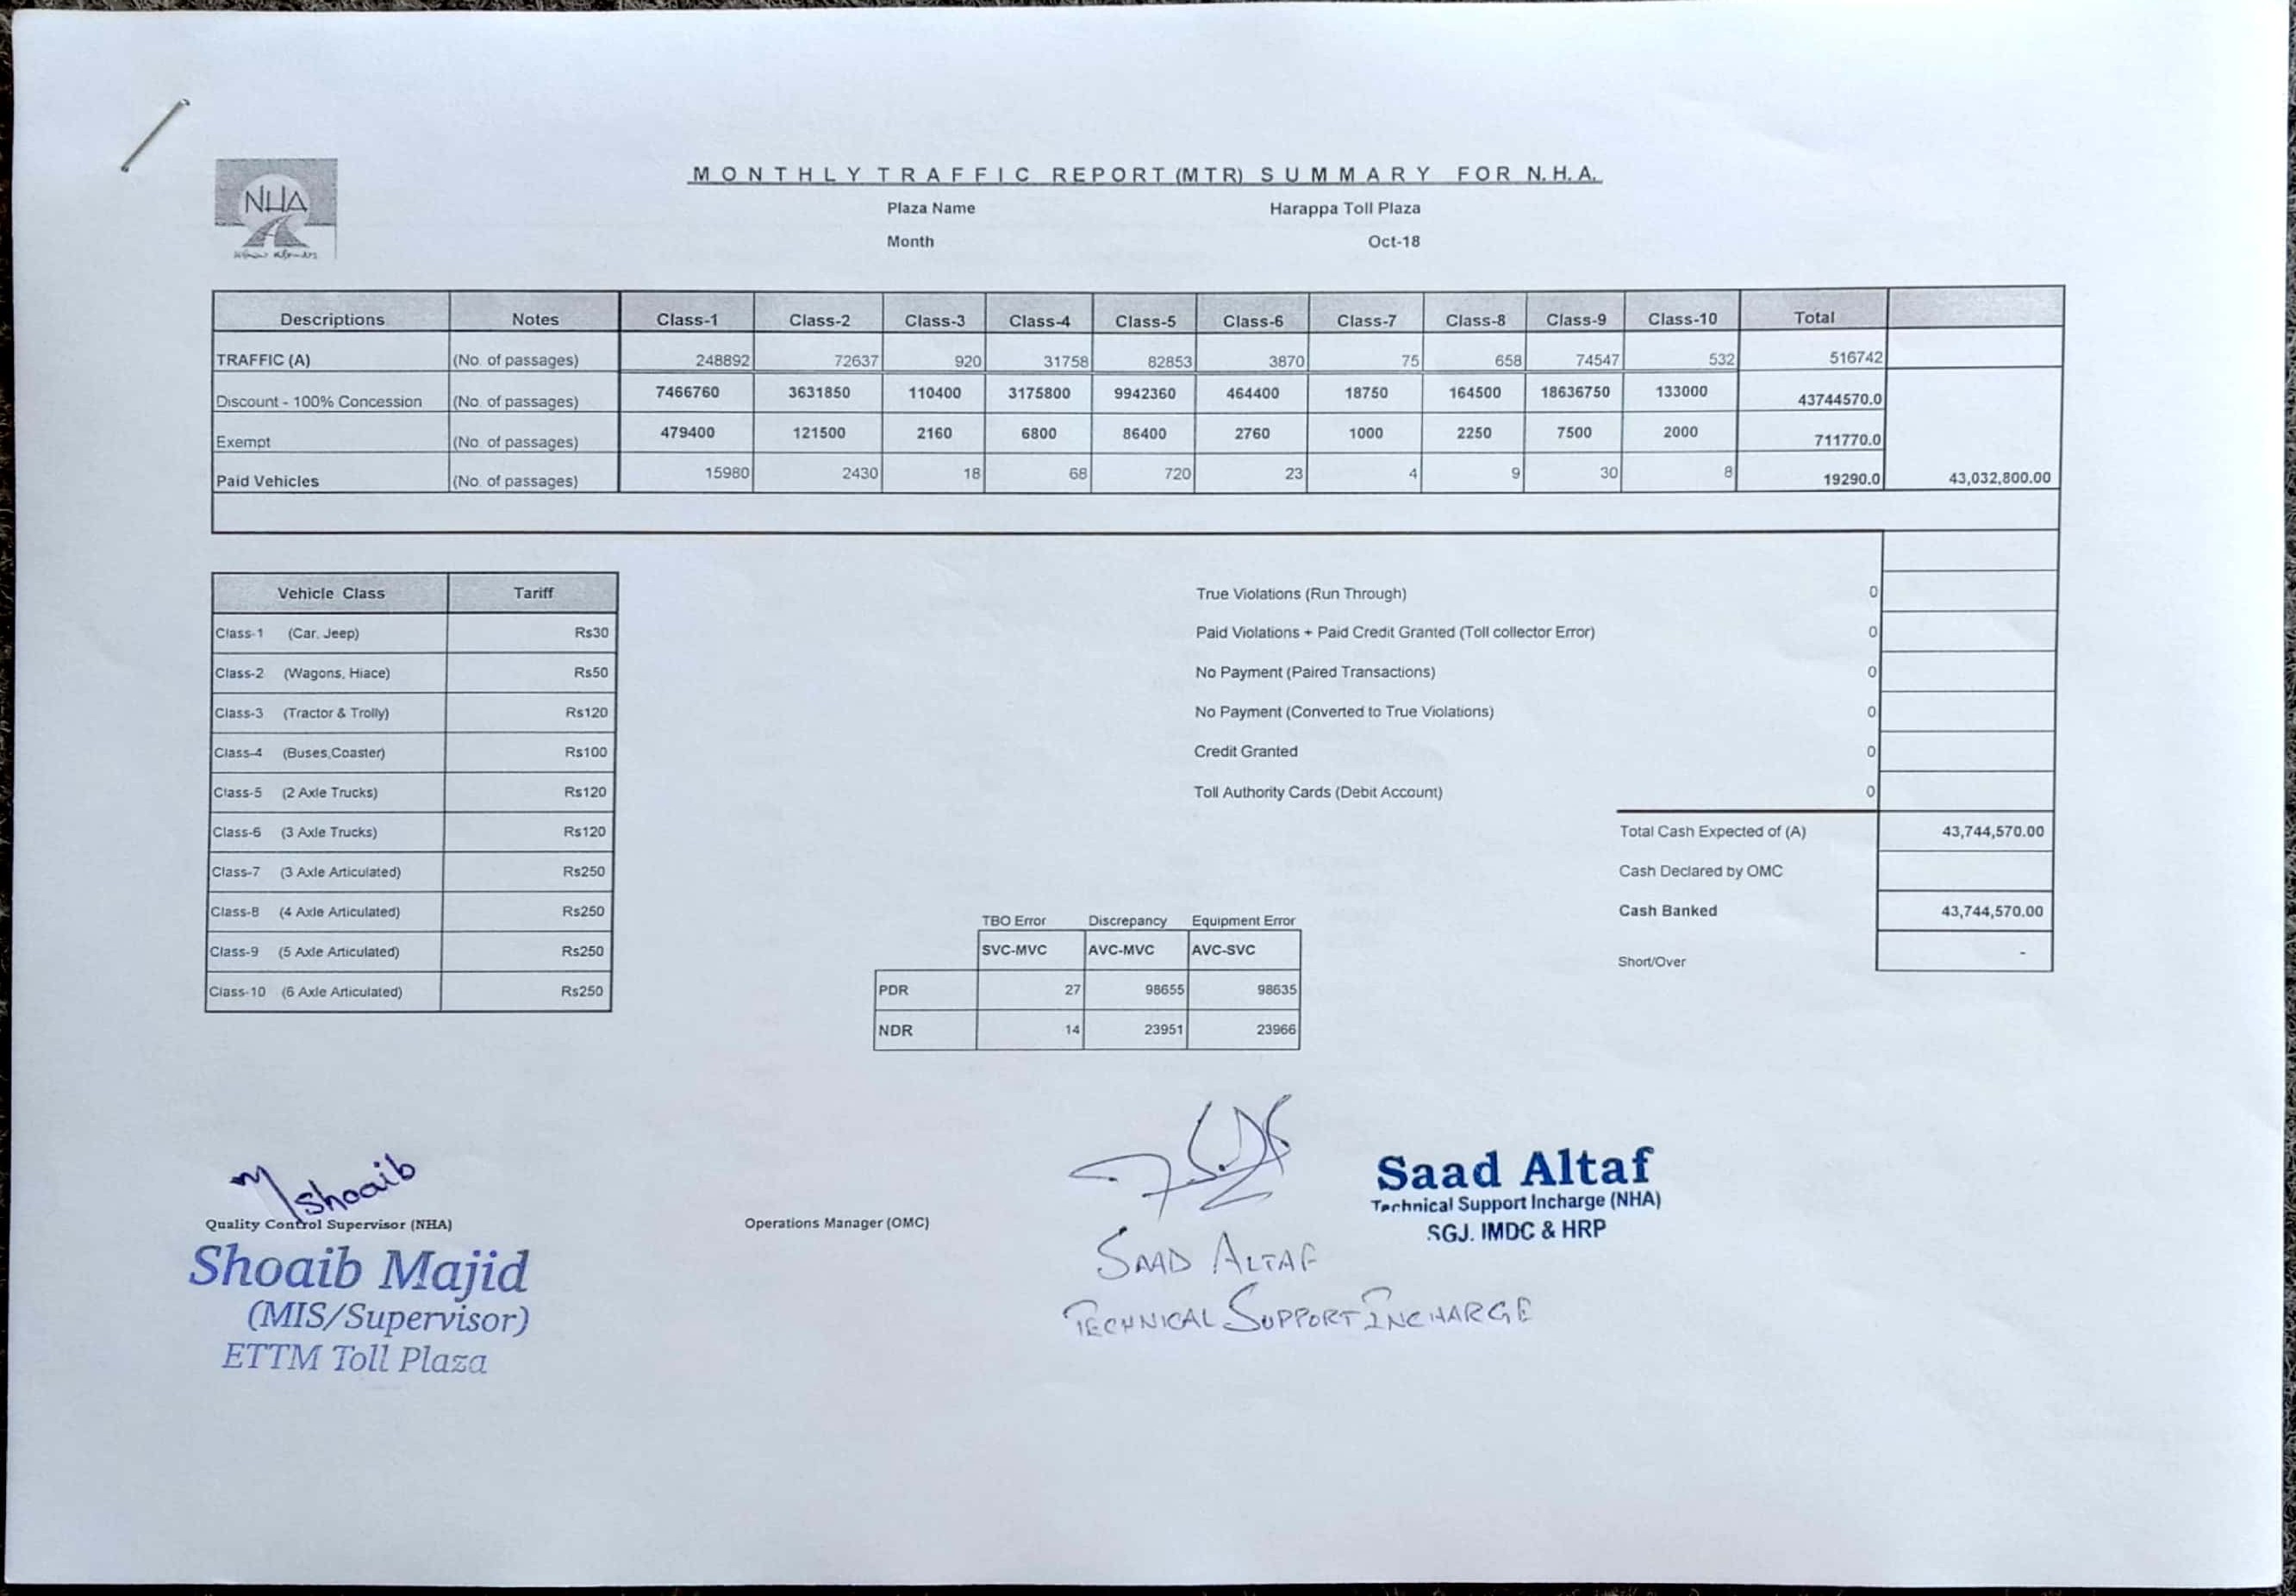 NHA
MONTHLY TRAFFIC REPORT (MTR) SUMMARY FOR N.H.A.
Plaza Name Harappa Toll Plaza
Month Oct-18
Descriptions Notes Class-1 Class-2 Class-3 Class-4 Class-5 Class-6 Class-7 Class-8 Class-9 Class-10 Total
TRAFFIC (A) (No. of passages) 248892 72637 920 31758 82853 3870 75 658 74547 532 516742
Discount - 100% Concession (No. of passages) 7466760 3631850 110400 3175800 9942360 464400 18750 164500 18636750 133000 43744570.0
Exempt (No. of passages) 479400 121500 2160 6800 86400 2760 1000 2250 7500 2000 711770.0
Paid Vehicles (No. of passages) 15980 2430 18 68 720 23 4 9 30 8 19290.0 43,032,800.00
Vehicle Class Tariff
Class-1 (Car, Jeep) Rs30
Class-2 (Wagons, Hiace) Rs50
Class-3 (Tractor & Trolly) Rs120
Class-4 (Buses,Coaster) Rs100
Class-5 (2 Axle Trucks) Rs120
Class-6 (3 Axle Trucks) Rs120
Class-7 (3 Axle Articulated) Rs250
Class-8 (4 Axle Articulated) Rs250
Class-9 (5 Axle Articulated) Rs250
Class-10 (6 Axle Articulated) Rs250
True Violations (Run Through) 0
Paid Violations + Paid Credit Granted (Toll collector Error) 0
No Payment (Paired Transactions) 0
No Payment (Converted to True Violations) 0
Credit Granted 0
Toll Authority Cards (Debit Account) 0
Total Cash Expected of (A) 43,744,570.00
Cash Declared by OMC
Cash Banked 43,744,570.00
Short/Over -
TBO Error Discrepancy Equipment Error
SVC-MVC AVC-MVC AVC-SVC
PDR 27 98655 98635
NDR 14 23951 23966
Shoaib
Quality Control Supervisor (NHA)
Shoaib Majid
(MIS/Supervisor)
ETTM Toll Plaza
Operations Manager (OMC)
SAAD ALTAF
TECHNICAL SUPPORT INCHARGE
Saad Altaf
Technical Support Incharge (NHA)
SGJ. IMDC & HRP